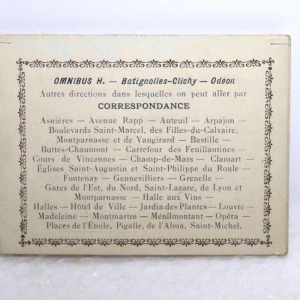 OMNIBUS H. — Batignolles-Clichy — Odéon
Autres directions dans lesquelles on peut aller par
CORRESPONDANCE
Asnières — Avenue Rapp — Auteuil — Arpajon —
Boulevards Saint-Marcel, des Filles-du-Calvaire,
Montparnasse et de Vaugirard — Bastille —
Buttes-Chaumont — Carrefour des Feuillantines —
Cours de Vincennes — Champ-de-Mars — Clamart —
Églises Saint-Augustin et Saint-Philippe du Roule —
Fontenay — Gennevilliers — Grenelle —
Gares de l'Est, du Nord, Saint-Lazare, de Lyon et
Montparnasse — Halle aux Vins —
Halles — Hôtel de Ville — Jardin des Plantes — Louvre —
Madeleine — Montmartre — Ménilmontant — Opéra —
Places de l'Étoile, Pigalle, de l'Alma, Saint-Michel,